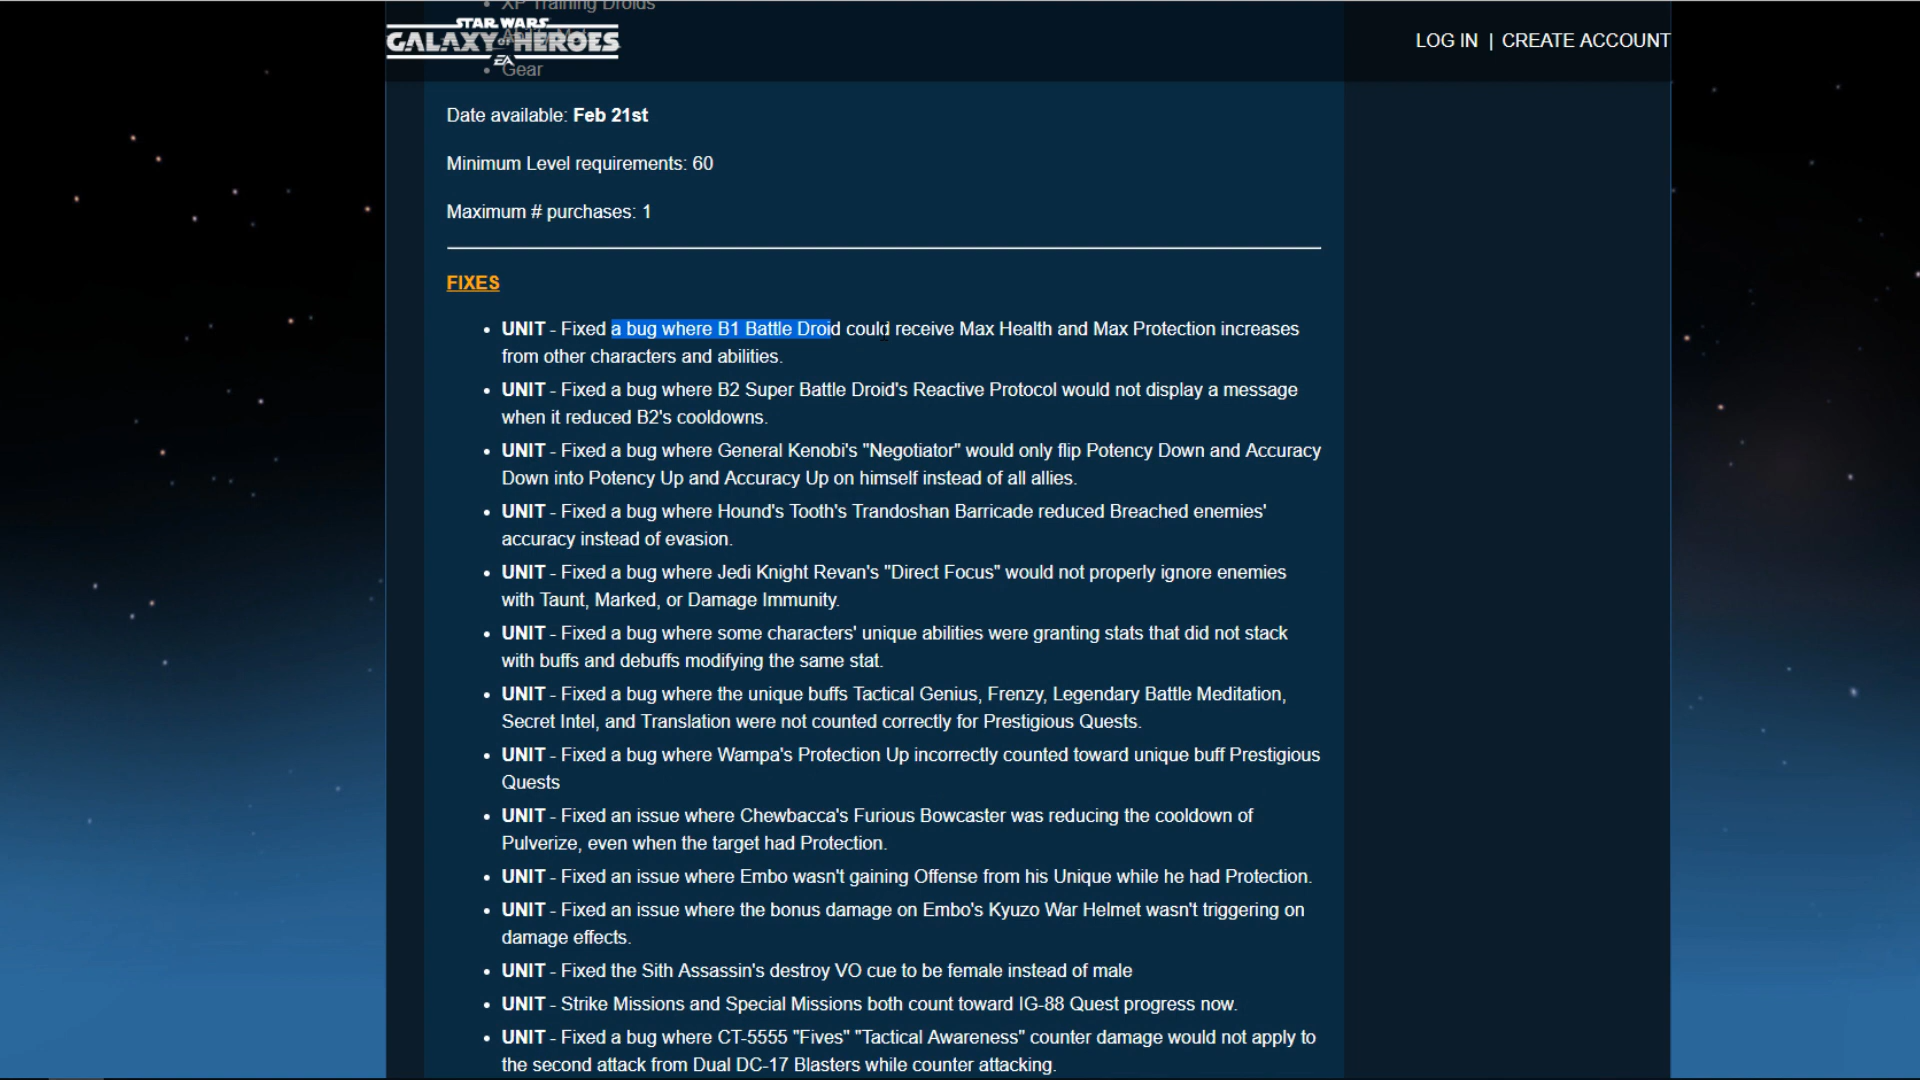 XP Training Droids
STAR WARS
GALAXY OF HEROES
EA
LOG IN | CREATE ACCOUNT
Gear
Date available: Feb 21st
Minimum Level requirements: 60
Maximum # purchases: 1
FIXES
• UNIT - Fixed a bug where B1 Battle Droid could receive Max Health and Max Protection increases
from other characters and abilities.
• UNIT - Fixed a bug where B2 Super Battle Droid's Reactive Protocol would not display a message
when it reduced B2's cooldowns.
• UNIT - Fixed a bug where General Kenobi's "Negotiator" would only flip Potency Down and Accuracy
Down into Potency Up and Accuracy Up on himself instead of all allies.
• UNIT - Fixed a bug where Hound's Tooth's Trandoshan Barricade reduced Breached enemies'
accuracy instead of evasion.
• UNIT - Fixed a bug where Jedi Knight Revan's "Direct Focus" would not properly ignore enemies
with Taunt, Marked, or Damage Immunity.
• UNIT - Fixed a bug where some characters' unique abilities were granting stats that did not stack
with buffs and debuffs modifying the same stat.
• UNIT - Fixed a bug where the unique buffs Tactical Genius, Frenzy, Legendary Battle Meditation,
Secret Intel, and Translation were not counted correctly for Prestigious Quests.
• UNIT - Fixed a bug where Wampa's Protection Up incorrectly counted toward unique buff Prestigious
Quests
• UNIT - Fixed an issue where Chewbacca's Furious Bowcaster was reducing the cooldown of
Pulverize, even when the target had Protection.
• UNIT - Fixed an issue where Embo wasn't gaining Offense from his Unique while he had Protection.
• UNIT - Fixed an issue where the bonus damage on Embo's Kyuzo War Helmet wasn't triggering on
damage effects.
• UNIT - Fixed the Sith Assassin's destroy VO cue to be female instead of male
• UNIT - Strike Missions and Special Missions both count toward IG-88 Quest progress now.
• UNIT - Fixed a bug where CT-5555 "Fives" "Tactical Awareness" counter damage would not apply to
the second attack from Dual DC-17 Blasters while counter attacking.